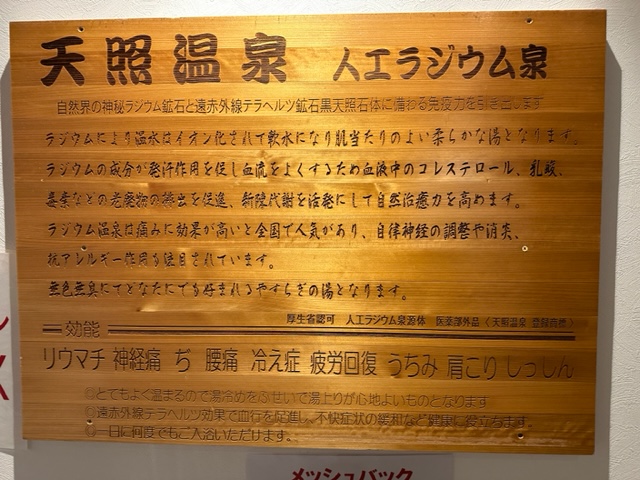 天照温泉 人工ラジウム泉
自然界の神秘ラジウム鉱石と遠赤外線テラヘルツ鉱石黒天照石体に備わる免疫力を引き出します
ラジウムにより温水はイオン化されて軟水になり肌当たりのよい柔らかな湯となります。
ラジウムの成分が発汗作用を促し血流をよくするため血液中のコレステロール、乳酸、
毒素などの老廃物の排出を促進、新陳代謝を活発にして自然治癒力を高めます。
ラジウム温泉は痛みに効果が高いと全国で人気があり、自律神経の調整や消炎、
抗アレルギー作用も注目されています。
無色無臭にてどなたにでも好まれるやすらぎの湯となります。
厚生省認可 人工ラジウム泉源体 医薬部外品《天照温泉 登録商標》
効能
リウマチ 神経痛 ぢ 腰痛 冷え症 疲労回復 うちみ 肩こり しっしん
◎とてもよく温まるので湯冷めをふせいで湯上りが心地よいものとなります
◎遠赤外線テラヘルツ効果で血行を促進し、不快症状の緩和など健康に役立ちます。
◎一日に何度でもご入浴いただけます。
メッシュバック